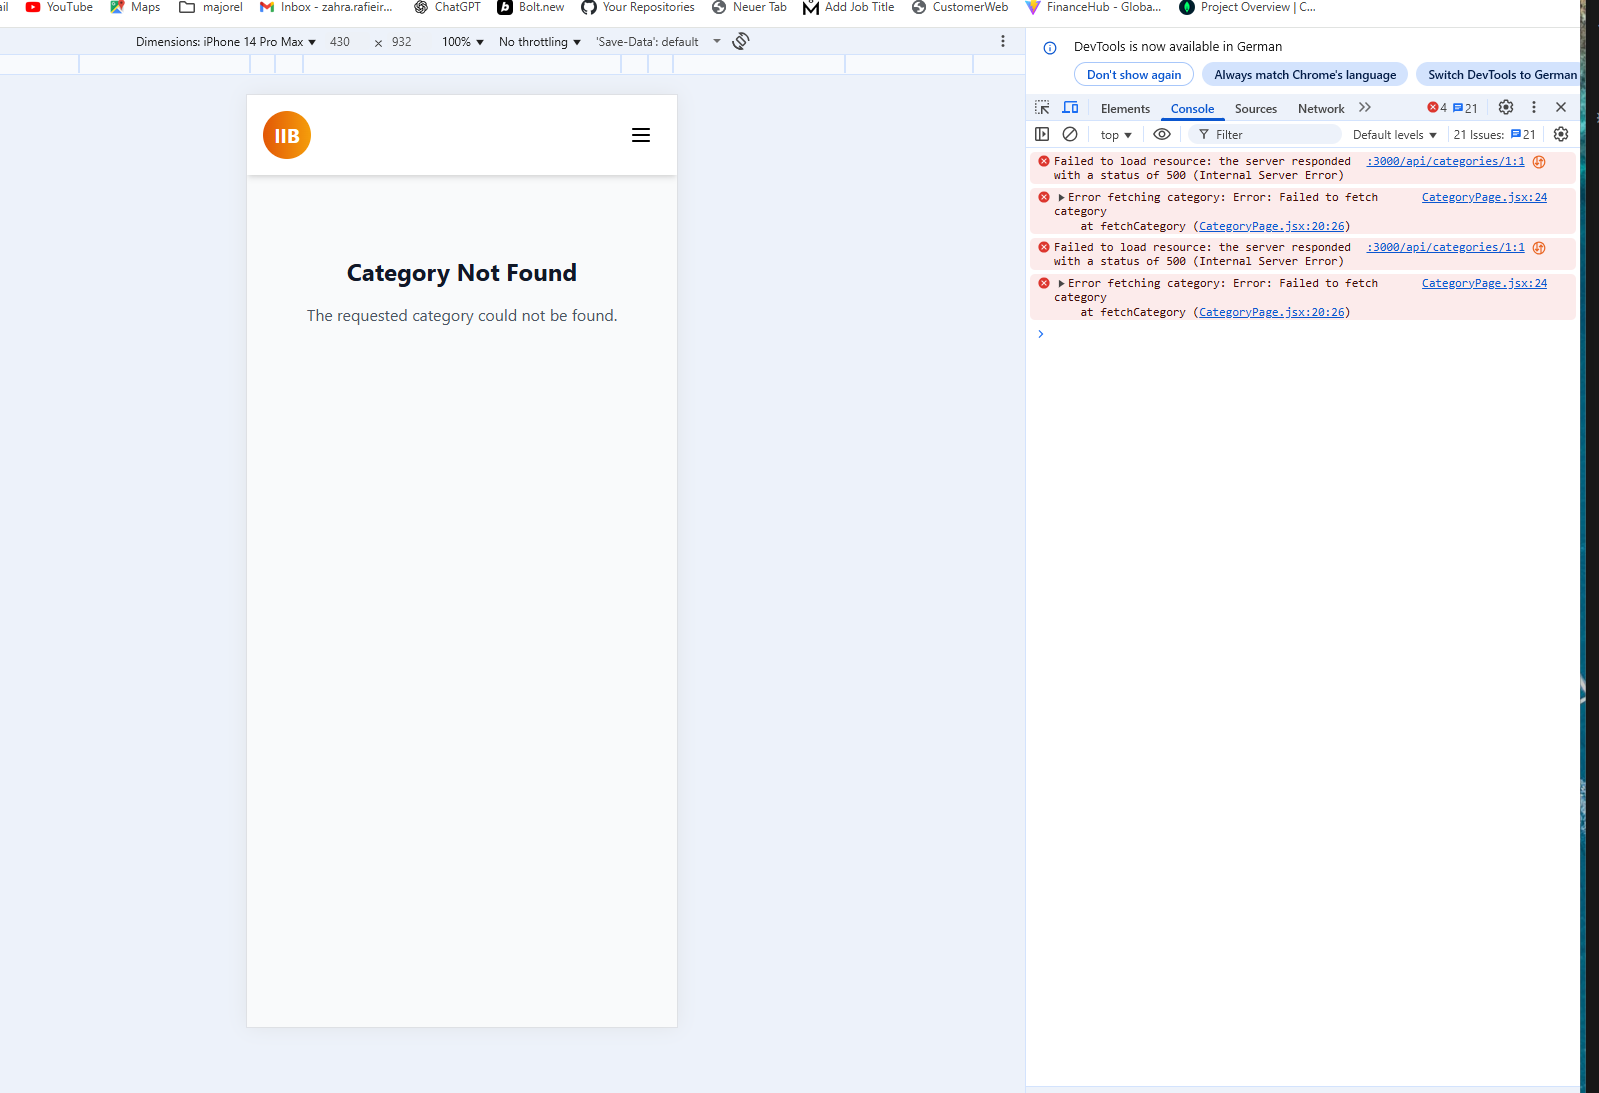 ail YouTube Maps majorel Inbox - zahra.rafieir... ChatGPT Bolt.new Your Repositories Neuer Tab Add Job Title CustomerWeb FinanceHub - Globa... Project Overview | C...
Dimensions: iPhone 14 Pro Max ▼ 430 × 932 100% ▼ No throttling ▼ 'Save-Data': default
DevTools is now available in German
Don't show again Always match Chrome's language Switch DevTools to German
Elements Console Sources Network 4 21
top ▼ Filter Default levels ▼ 21 Issues: 21
IIB
Category Not Found
The requested category could not be found.
Failed to load resource: the server responded :3000/api/categories/1:1
with a status of 500 (Internal Server Error)
Error fetching category: Error: Failed to fetch CategoryPage.jsx:24
category
at fetchCategory (CategoryPage.jsx:20:26)
Failed to load resource: the server responded :3000/api/categories/1:1
with a status of 500 (Internal Server Error)
Error fetching category: Error: Failed to fetch CategoryPage.jsx:24
category
at fetchCategory (CategoryPage.jsx:20:26)